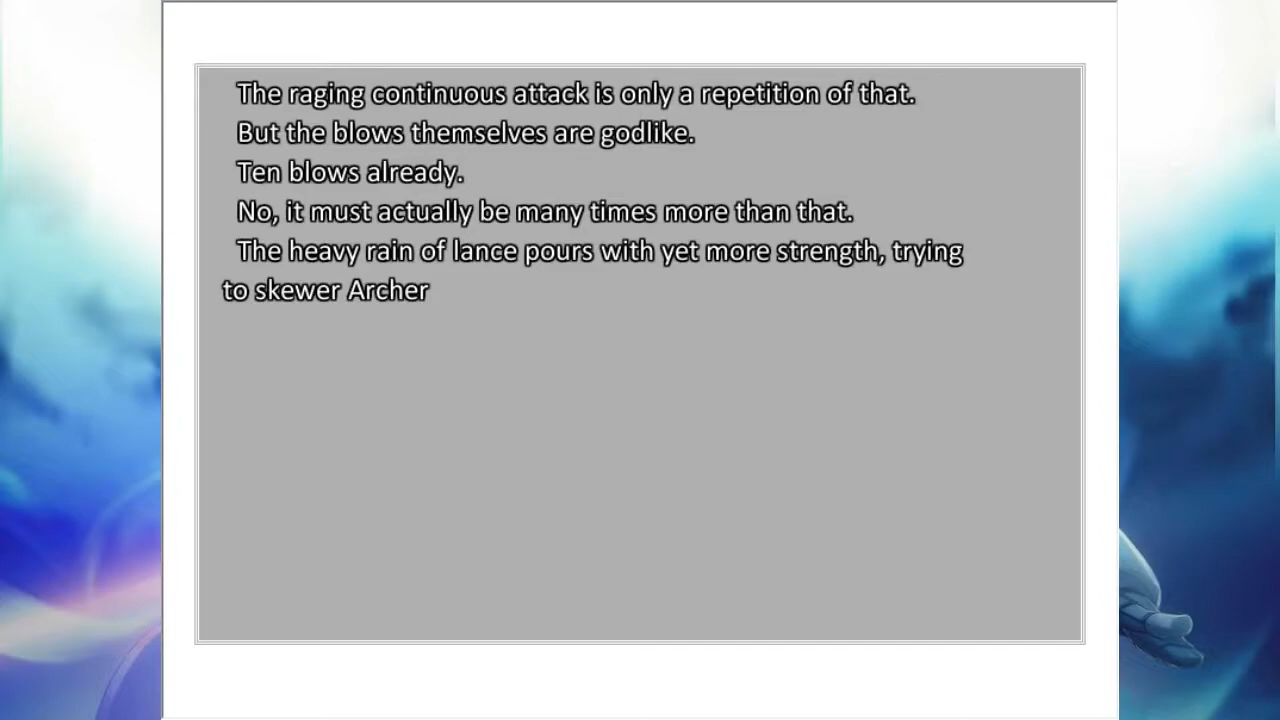 The raging continuous attack is only a repetition of that.
But the blows themselves are godlike.
Ten blows already.
No, it must actually be many times more than that.
The heavy rain of lance pours with yet more strength, trying
to skewer Archer